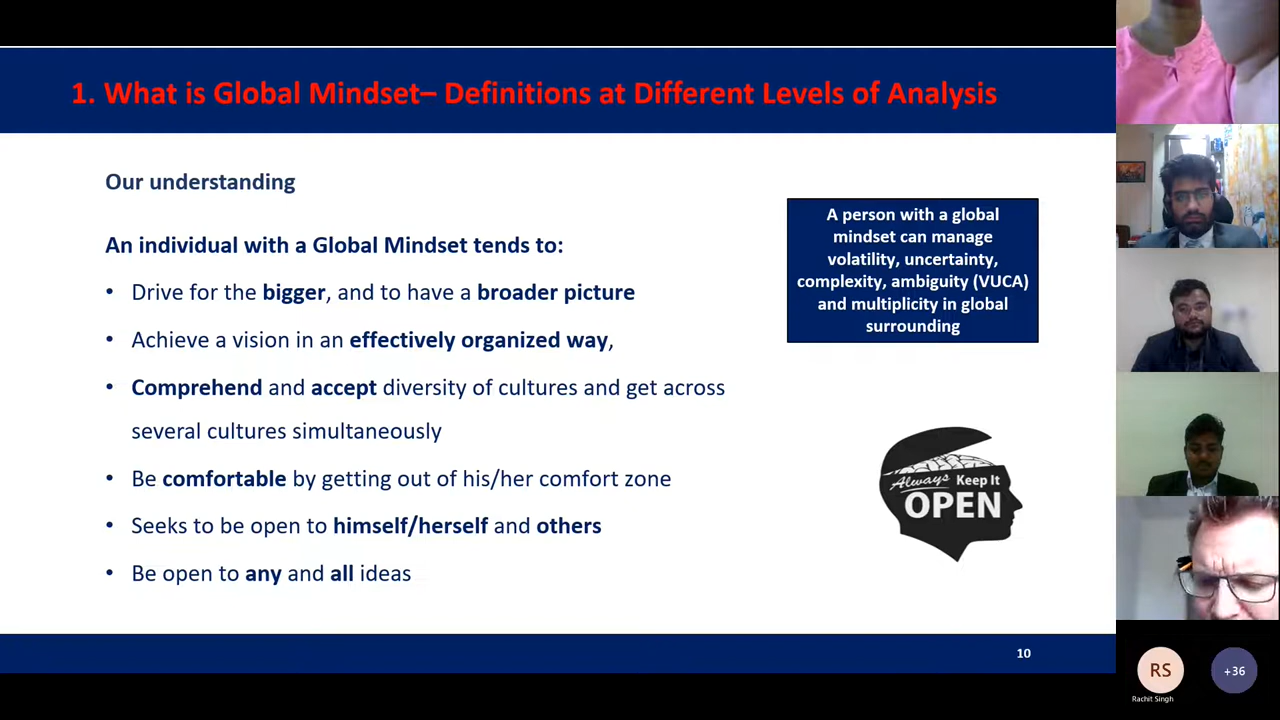 1. What is Global Mindset– Definitions at Different Levels of Analysis
Our understanding
An individual with a Global Mindset tends to:
• Drive for the bigger, and to have a broader picture
• Achieve a vision in an effectively organized way,
• Comprehend and accept diversity of cultures and get across
several cultures simultaneously
• Be comfortable by getting out of his/her comfort zone
• Seeks to be open to himself/herself and others
• Be open to any and all ideas
A person with a global
mindset can manage
volatility, uncertainty,
complexity, ambiguity (VUCA)
and multiplicity in global
surrounding
Always Keep It
OPEN
10
RS
Rachit Singh
+36